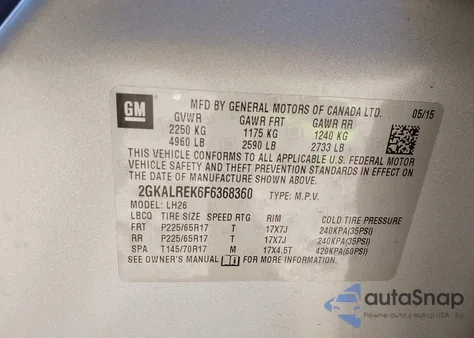 GM
MFD BY GENERAL MOTORS OF CANADA LTD. 05/15
GVWR GAWR FRT GAWR RR
2250 KG 1175 KG 1240 KG
4960 LB 2590 LB 2733 LB
THIS VEHICLE CONFORMS TO ALL APPLICABLE U.S. FEDERAL MOTOR
VEHICLE SAFETY AND THEFT PREVENTION STANDARDS IN EFFECT ON
THE DATE OF MANUFACTURE SHOWN ABOVE.
2GKALREK6F6368360 TYPE: M.P.V.
MODEL: LH26
LBCQ TIRE SIZE SPEED RTG RIM COLD TIRE PRESSURE
FRT P225/65R17 T 17X7J 240KPA(35PSI)
RR P225/65R17 T 17X7J 240KPA(35PSI)
SPA T145/70R17 M 17X4.5T 420KPA(60PSI)
SEE OWNER'S MANUAL i FOR MORE INFORMATION.
autoSnap
Pewne auta z aukcji USA